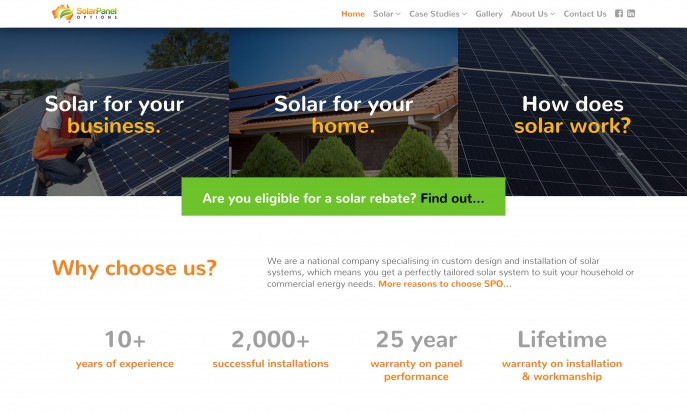 SolarPanel
OPTIONS
Home Solar Case Studies Gallery About Us Contact Us
Solar for your
business.
Solar for your
home.
How does
solar work?
Are you eligible for a solar rebate? Find out...
Why choose us?
We are a national company specialising in custom design and installation of solar
systems, which means you get a perfectly tailored solar system to suit your household or
commercial energy needs. More reasons to choose SPO...
10+
years of experience
2,000+
successful installations
25 year
warranty on panel
performance
Lifetime
warranty on installation
& workmanship